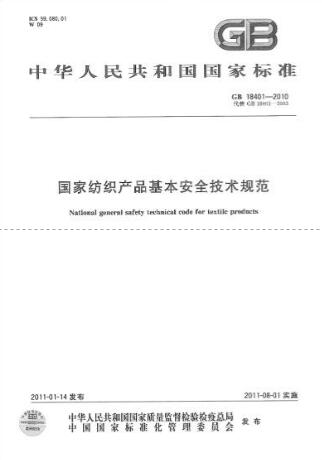 ICS 59.080.01
W 09
GB
中华人民共和国国家标准
GB 18401—2010
代替 GB 18401—2003
国家纺织产品基本安全技术规范
National general safety technical code for textile products
2011-01-14 发布
2011-08-01 实施
中华人民共和国国家质量监督检验检疫总局
中国国家标准化管理委员会
发布